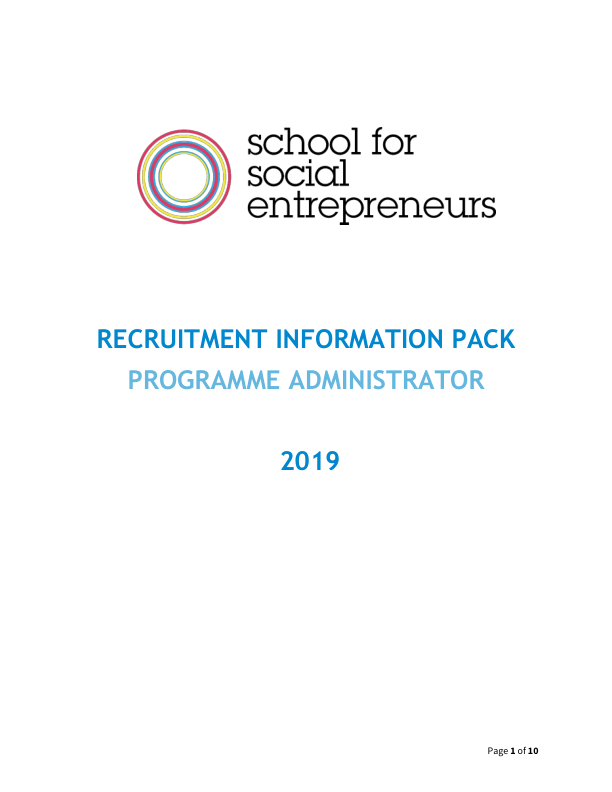 school for
social
entrepreneurs
RECRUITMENT INFORMATION PACK
PROGRAMME ADMINISTRATOR
2019
Page 1 of 10